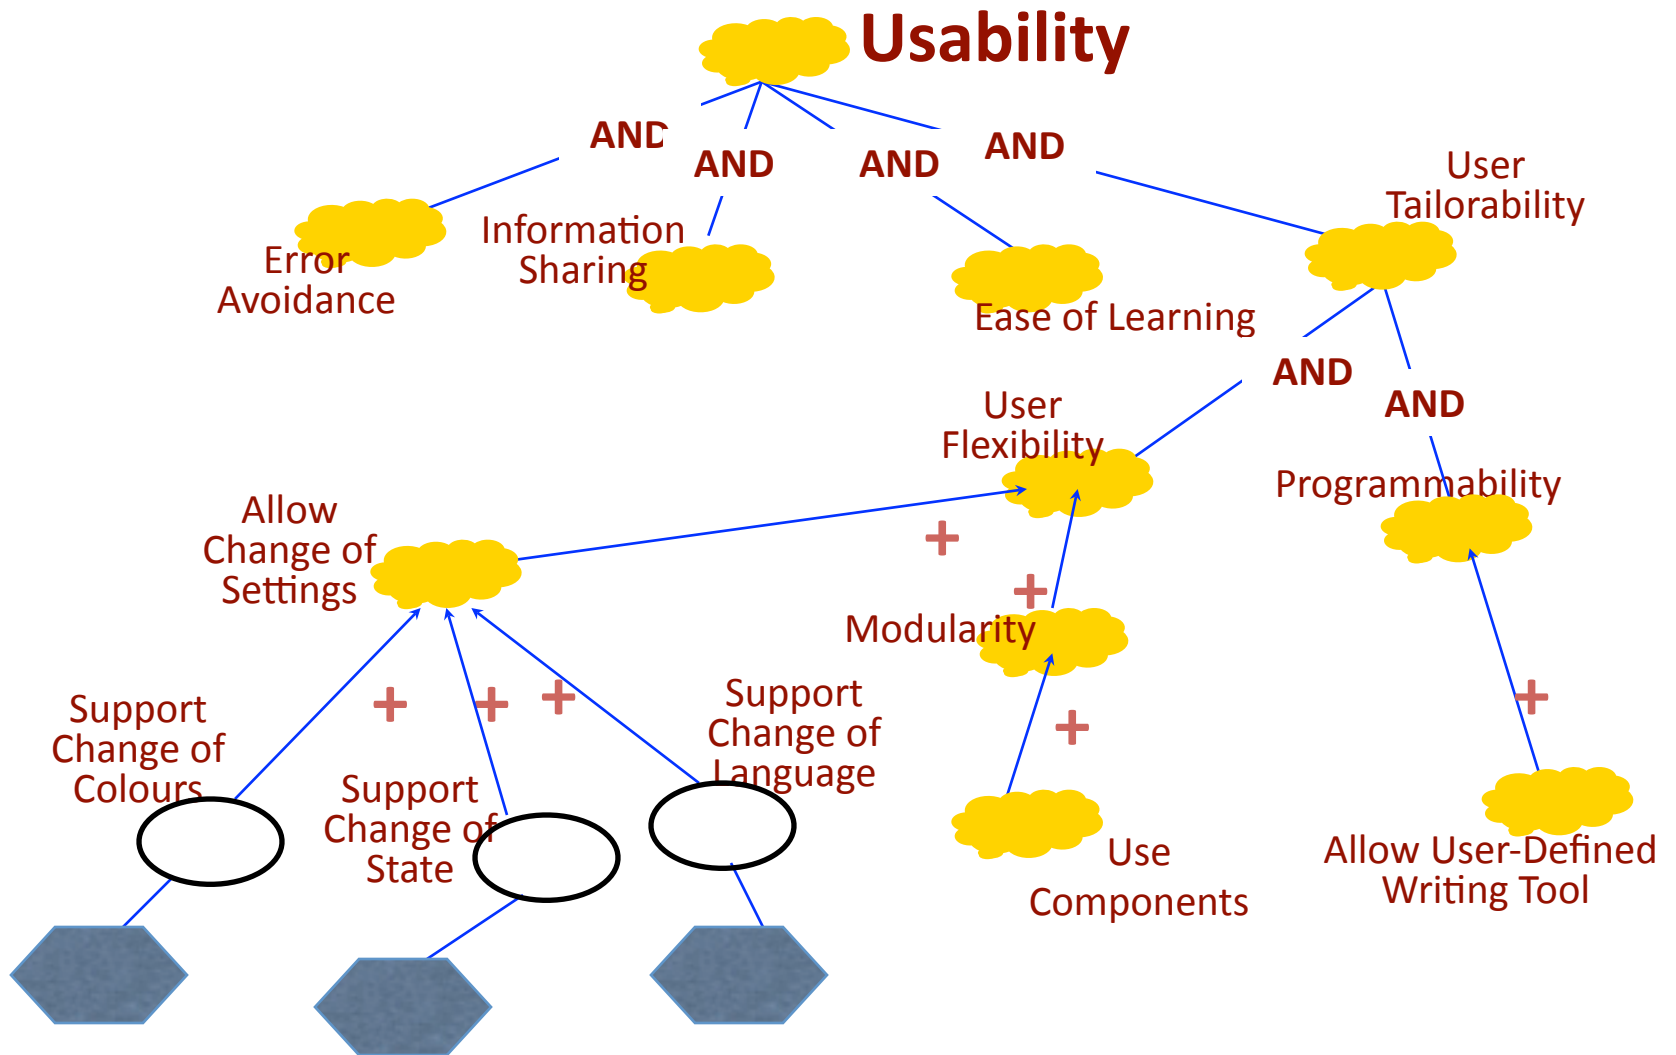 Usability
AND
AND
AND
AND
User
Tailorability
Information
Sharing
Error
Avoidance
Ease of Learning
AND
AND
User
Flexibility
Programmability
Allow
Change of
Settings
+
+
Modularity
+
+
+
+
+
Support
Change of
Colours
Support
Change of
State
Support
Change of
Language
Use
Components
Allow User-Defined
Writing Tool